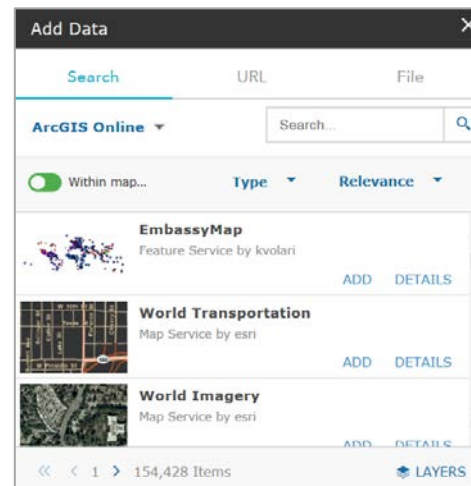 Add Data
Search URL File
ArcGIS Online Search...
Within map... Type Relevance
EmbassyMap
Feature Service by kvolari
ADD DETAILS
World Transportation
Map Service by esri
ADD DETAILS
World Imagery
Map Service by esri
ADD DETAILS
1 154,428 Items LAYERS